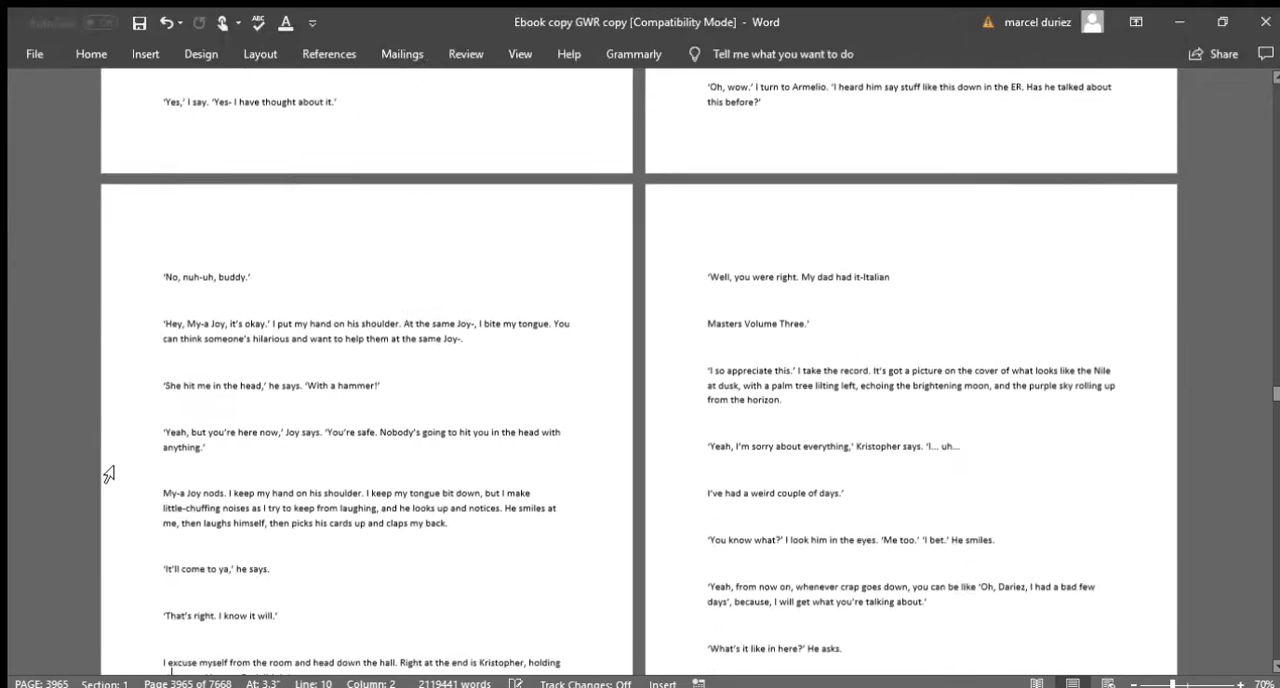 Ebook copy GWR copy [Compatibility Mode] - Word
marcel duriez
File Home Insert Design Layout References Mailings Review View Help Grammarly Tell me what you want to do Share
‘Yes,’ I say. ‘Yes- I have thought about it.’
‘Oh, wow.’ I turn to Armelio. ‘I heard him say stuff like this down in the ER. Has he talked about
this before?’
‘No, nuh-uh, buddy.’
‘Hey, My-a Joy, it’s okay.’ I put my hand on his shoulder. At the same Joy-, I bite my tongue. You
can think someone’s hilarious and want to help them at the same Joy-.
‘She hit me in the head,’ he says. ‘With a hammer!’
‘Yeah, but you’re here now,’ Joy says. ‘You’re safe. Nobody’s going to hit you in the head with
anything.’
My-a Joy nods. I keep my hand on his shoulder. I keep my tongue bit down, but I make
little-chuffing noises as I try to keep from laughing, and he looks up and notices. He smiles at
me, then laughs himself, then picks his cards up and claps my back.
‘It’ll come to ya,’ he says.
‘That’s right. I know it will.’
I excuse myself from the room and head down the hall. Right at the end is Kristopher, holding
‘Well, you were right. My dad had it-Italian
Masters Volume Three.’
‘I so appreciate this.’ I take the record. It’s got a picture on the cover of what looks like the Nile
at dusk, with a palm tree lilting left, echoing the brightening moon, and the purple sky rolling up
from the horizon.
‘Yeah, I’m sorry about everything,’ Kristopher says. ‘I... uh...
I’ve had a weird couple of days.’
‘You know what?’ I look him in the eyes. ‘Me too.’ ‘I bet.’ He smiles.
‘Yeah, from now on, whenever crap goes down, you can be like ‘Oh, Dariez, I had a bad few
days’, because, I will get what you’re talking about.’
‘What’s it like in here?’ He asks.
PAGE: 3965 Section: 1 Page 3965 of 7668 At: 3.3" Line: 10 Column: 2 2119441 words Track Changes: Off Insert 70%